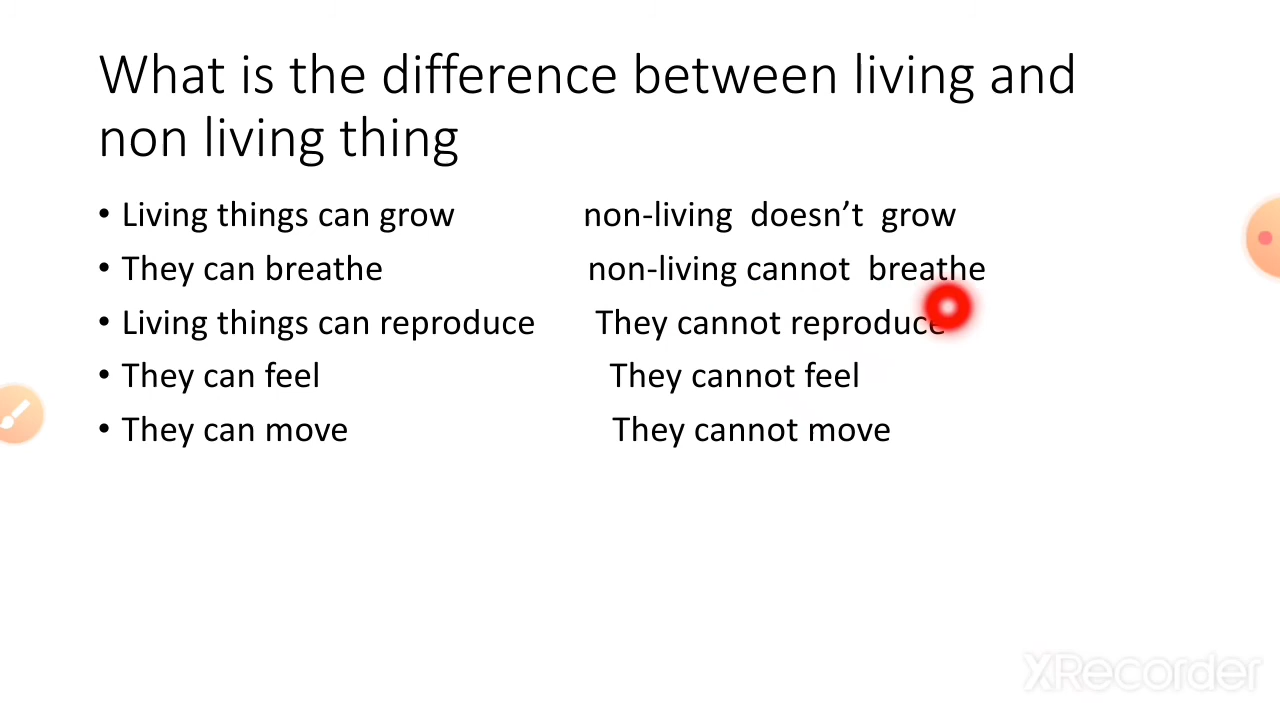 What is the difference between living and
non living thing
• Living things can grow non-living doesn’t grow
• They can breathe non-living cannot breathe
• Living things can reproduce They cannot reproduce
• They can feel They cannot feel
• They can move They cannot move
XRecorder